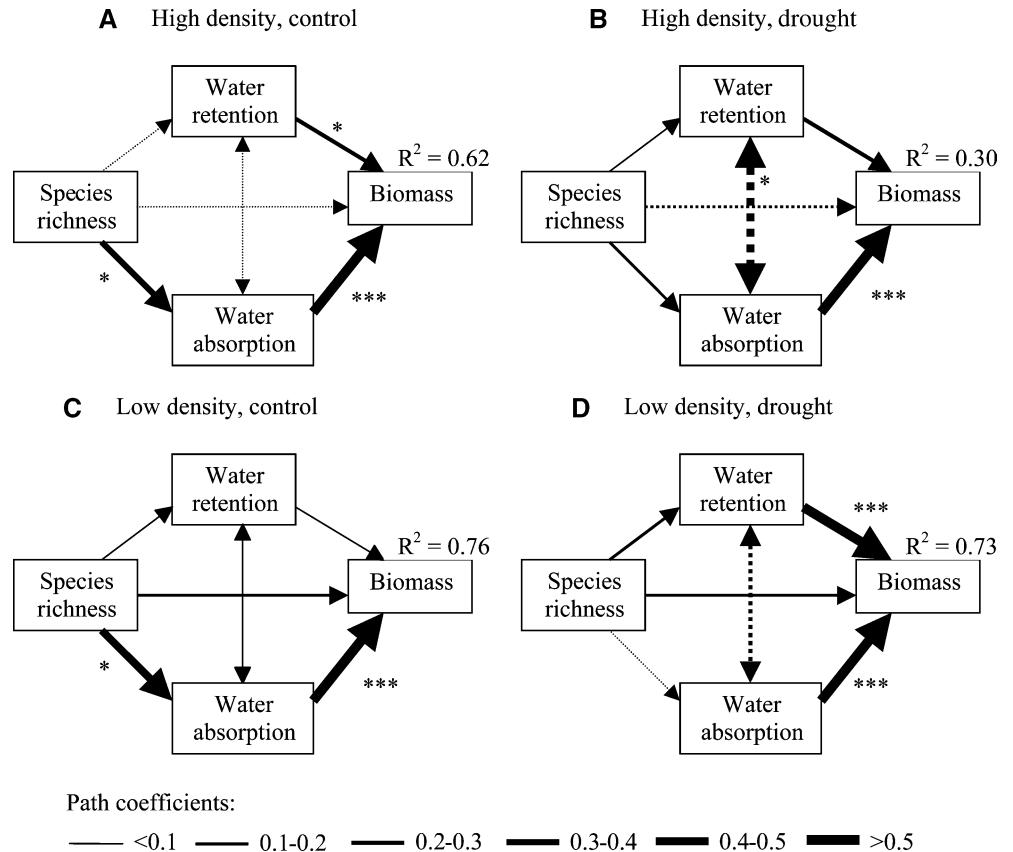 A High density, control
Water
retention
*
R² = 0.62
Species
richness
Biomass
*
***
Water
absorption
B High density, drought
Water
retention
*
R² = 0.30
Species
richness
Biomass
***
Water
absorption
C Low density, control
Water
retention
R² = 0.76
Species
richness
Biomass
*
***
Water
absorption
D Low density, drought
Water
retention
***
R² = 0.73
Species
richness
Biomass
***
Water
absorption
Path coefficients:
<0.1 0.1-0.2 0.2-0.3 0.3-0.4 0.4-0.5 >0.5